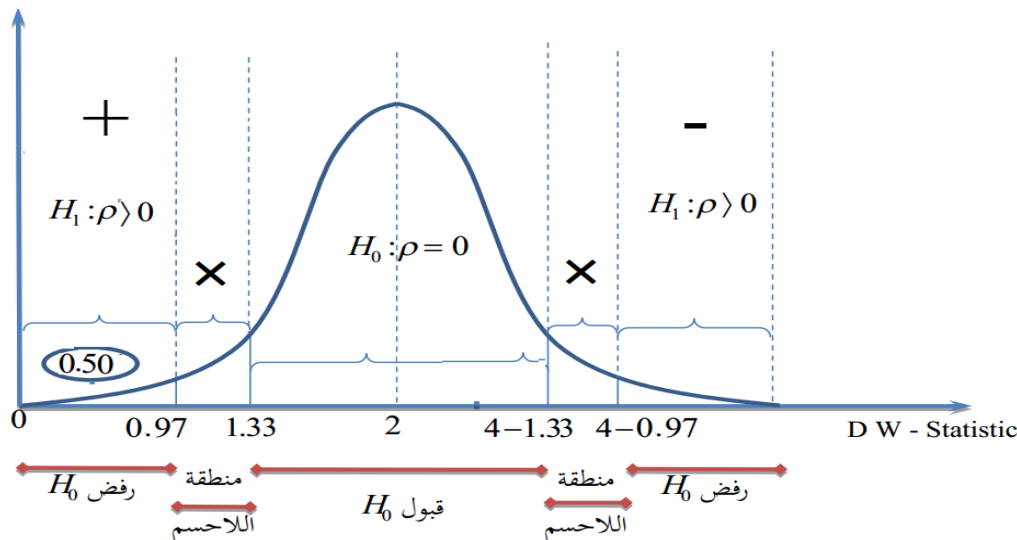 + -
H₁ : ρ⟩ 0 H₁ : ρ⟩ 0
H₀ : ρ = 0
× ×
0.50
0 0.97 1.33 2 4−1.33 4−0.97 D W - Statistic
رفض H₀
منطقة
اللاحسم
قبول H₀
منطقة
اللاحسم
رفض H₀